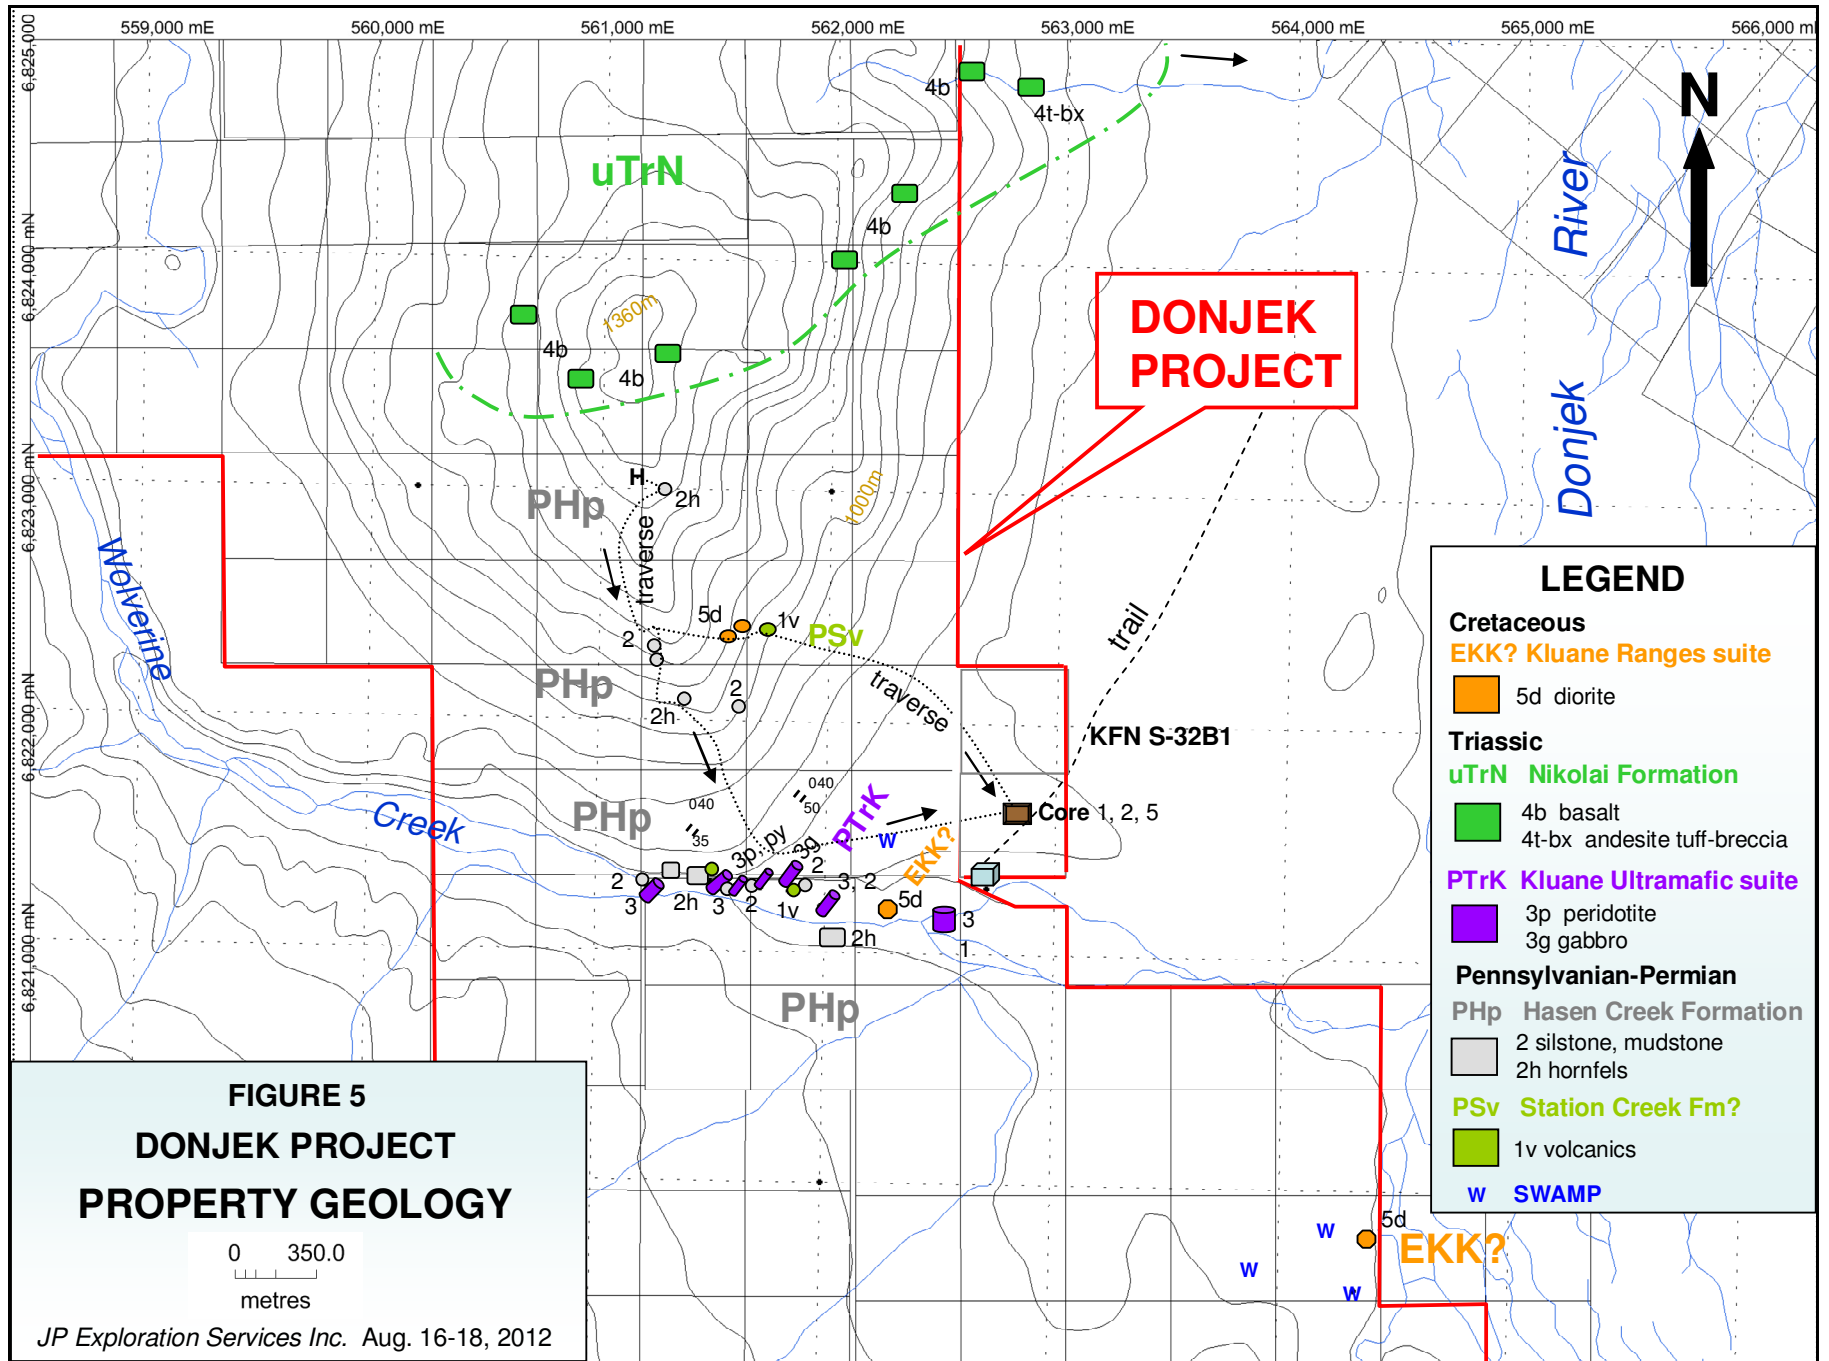 559,000 mE
560,000 mE
561,000 mE
562,000 mE
563,000 mE
564,000 mE
565,000 mE
566,000 mE
6,825,000
6,824,000 mN
6,823,000 mN
6,822,000 mN
6,821,000 mN
4b
4t-bx
N
uTrN
4b
River
1360m
4b
4b
DONJEK
PROJECT
Donjek
H
2h
PHp
1000m
traverse
Wolverine
5d
1v
PSv
2
trail
PHp
2
2h
traverse
KFN S-32B1
040
50
040
35
PHp
Creek
PTrK
W
Core 1, 2, 5
EKK?
3p, py
3g
2
2
3, 2
3
2h
3
2
1v
5d
3
1
2h
PHp
W
W
W
5d
EKK?
LEGEND
Cretaceous
EKK? Kluane Ranges suite
5d diorite
Triassic
uTrN Nikolai Formation
4b basalt
4t-bx andesite tuff-breccia
PTrK Kluane Ultramafic suite
3p peridotite
3g gabbro
Pennsylvanian-Permian
PHp Hasen Creek Formation
2 silstone, mudstone
2h hornfels
PSv Station Creek Fm?
1v volcanics
W SWAMP
FIGURE 5
DONJEK PROJECT
PROPERTY GEOLOGY
0 350.0
metres
JP Exploration Services Inc. Aug. 16-18, 2012